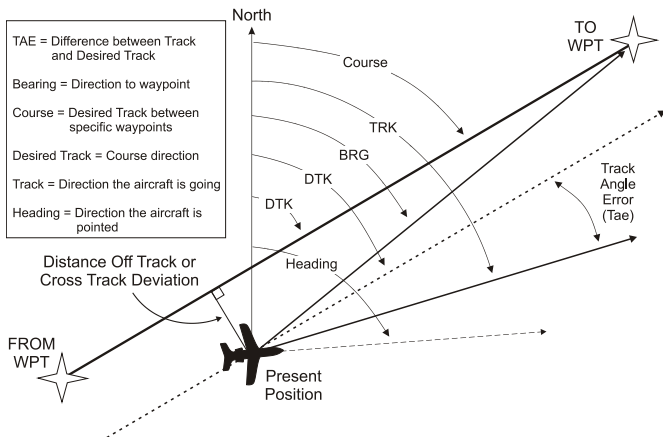 TAE = Difference between Track
and Desired Track
Bearing = Direction to waypoint
Course = Desired Track between
specific waypoints
Desired Track = Course direction
Track = Direction the aircraft is going
Heading = Direction the aircraft is
pointed
North
TO
WPT
Course
TRK
BRG
DTK
DTK
Track
Angle
Error
(Tae)
Heading
Distance Off Track or
Cross Track Deviation
FROM
WPT
Present
Position